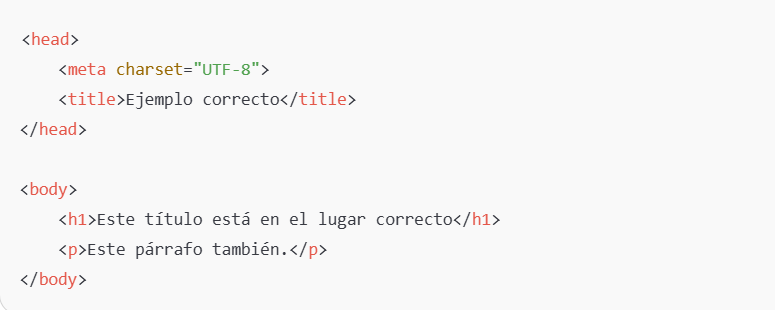 <head>
    <meta charset="UTF-8">
    <title>Ejemplo correcto</title>
</head>

<body>
    <h1>Este título está en el lugar correcto</h1>
    <p>Este párrafo también.</p>
</body>